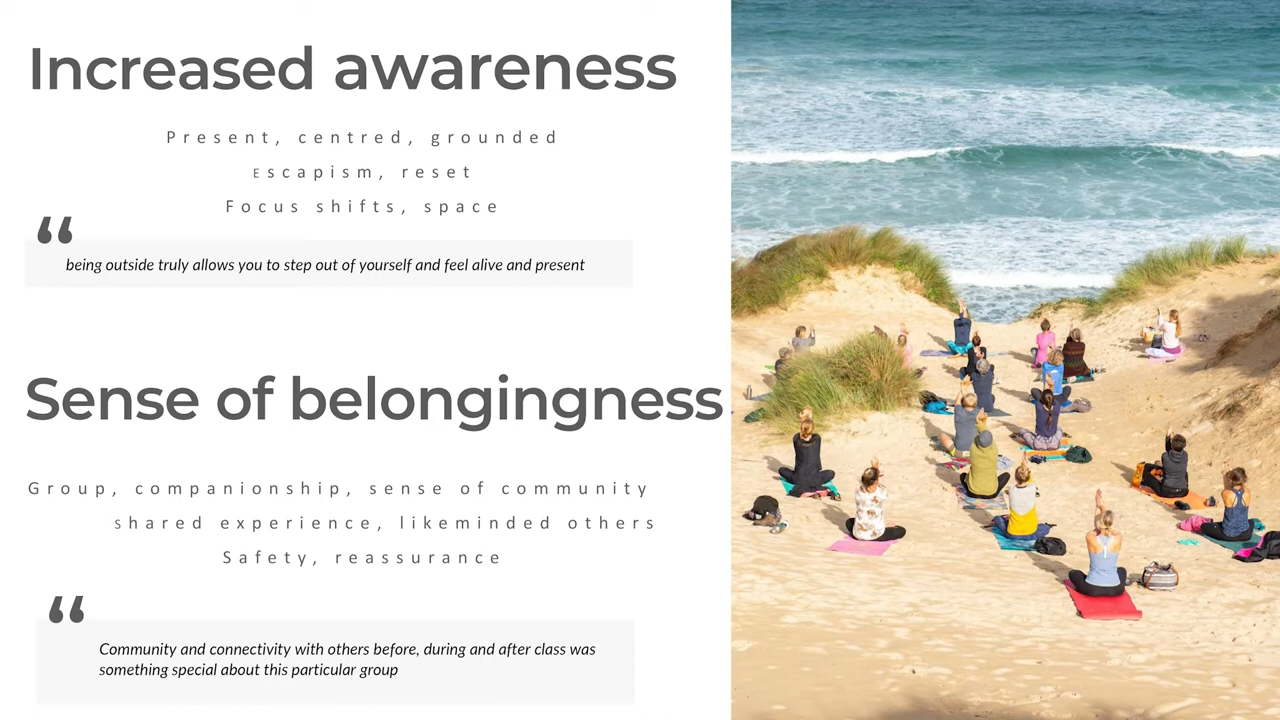 Increased awareness
Present, centred, grounded
Escapism, reset
Focus shifts, space
“
being outside truly allows you to step out of yourself and feel alive and present
Sense of belongingness
Group, companionship, sense of community
shared experience, likeminded others
Safety, reassurance
“
Community and connectivity with others before, during and after class was
something special about this particular group